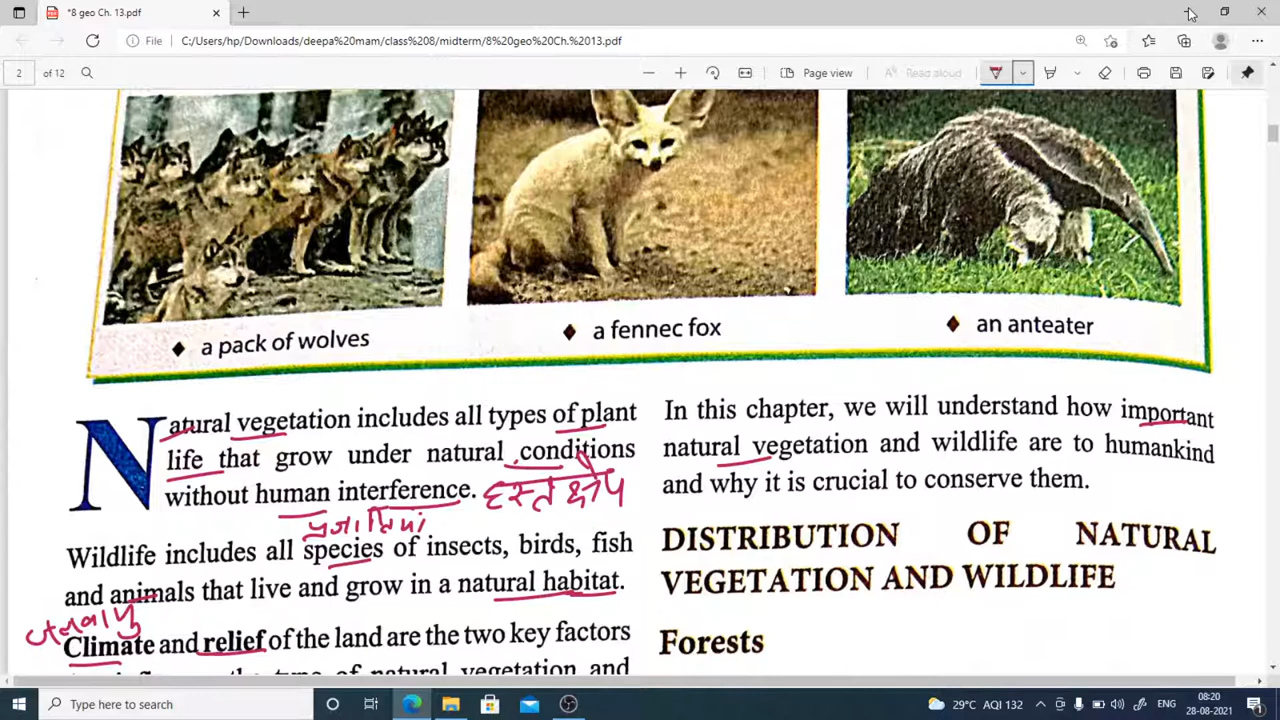 *8 geo Ch. 13.pdf
File C:/Users/hp/Downloads/deepa%20mam/class%208/midterm/8%20geo%20Ch.%2013.pdf
2 of 12 Page view Read aloud
a pack of wolves
a fennec fox
an anteater
Natural vegetation includes all types of plant
life that grow under natural conditions
without human interference. हस्तक्षेप
प्रजातियां
Wildlife includes all species of insects, birds, fish
and animals that live and grow in a natural habitat.
जलवायु
Climate and relief of the land are the two key factors
In this chapter, we will understand how important
natural vegetation and wildlife are to humankind
and why it is crucial to conserve them.
DISTRIBUTION OF NATURAL
VEGETATION AND WILDLIFE
Forests
Type here to search
29°C AQI 132 ENG
08:20
28-08-2021